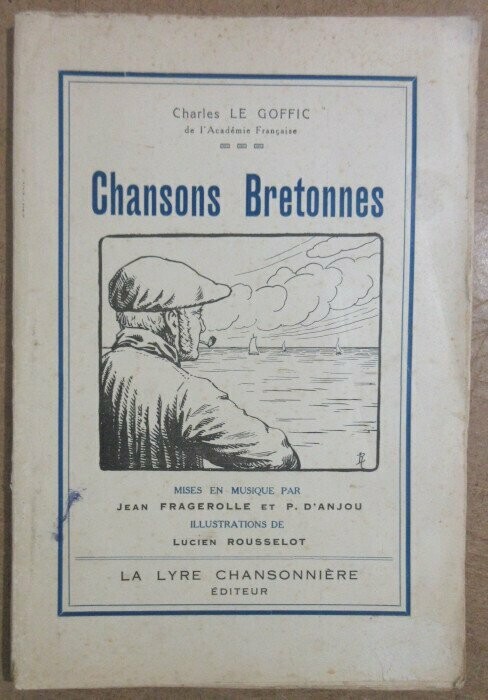 Charles LE GOFFIC
de l'Académie Française
Chansons Bretonnes
MISES EN MUSIQUE PAR
JEAN FRAGEROLLE ET P. D'ANJOU
ILLUSTRATIONS DE
LUCIEN ROUSSELOT
LA LYRE CHANSONNIÈRE
ÉDITEUR